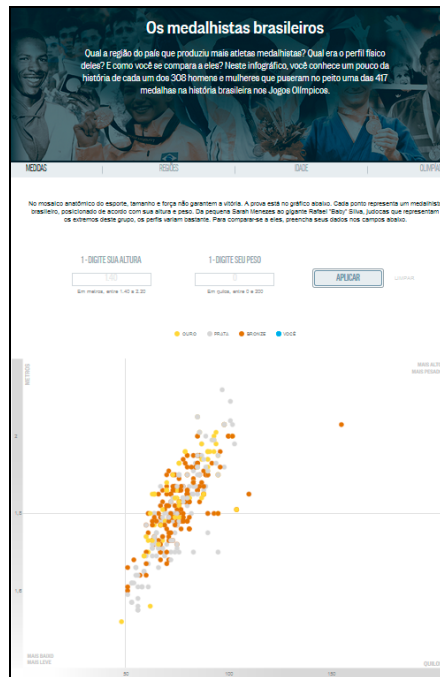 Os medalhistas brasileiros
Qual a região do país que produziu mais atletas medalhistas? Qual era o perfil físico
deles? E como você se compara a eles? Neste infográfico, você conhece um pouco da
história de cada um dos 308 homens e mulheres que puseram no peito uma das 417
medalhas na história brasileira nos Jogos Olímpicos.
MEDIDAS REGIÕES IDADE OLIMPÍA
No mosaico anatômico do esporte, tamanho e força não garantem a vitória. A prova está no gráfico abaixo. Cada ponto representa um medalhista
brasileiro, posicionado de acordo com sua altura e peso. Da pequena Sarah Menezes ao gigante Rafael "Baby" Silva, judocas que representam
os extremos deste grupo, os perfis variam bastante. Para comparar-se a eles, preencha seus dados nos campos abaixo.
1 - DIGITE SUA ALTURA 1 - DIGITE SEU PESO
APLICAR LIMPAR
Em metros, entre 1.40 e 2.20 Em quilos, entre 0 e 200
OURO PRATA BRONZE VOCÊ
METROS
MAIS ALTO
MAIS PESADO
2
MAIS BAIXO
MAIS LEVE
50 100 150
QUILOS